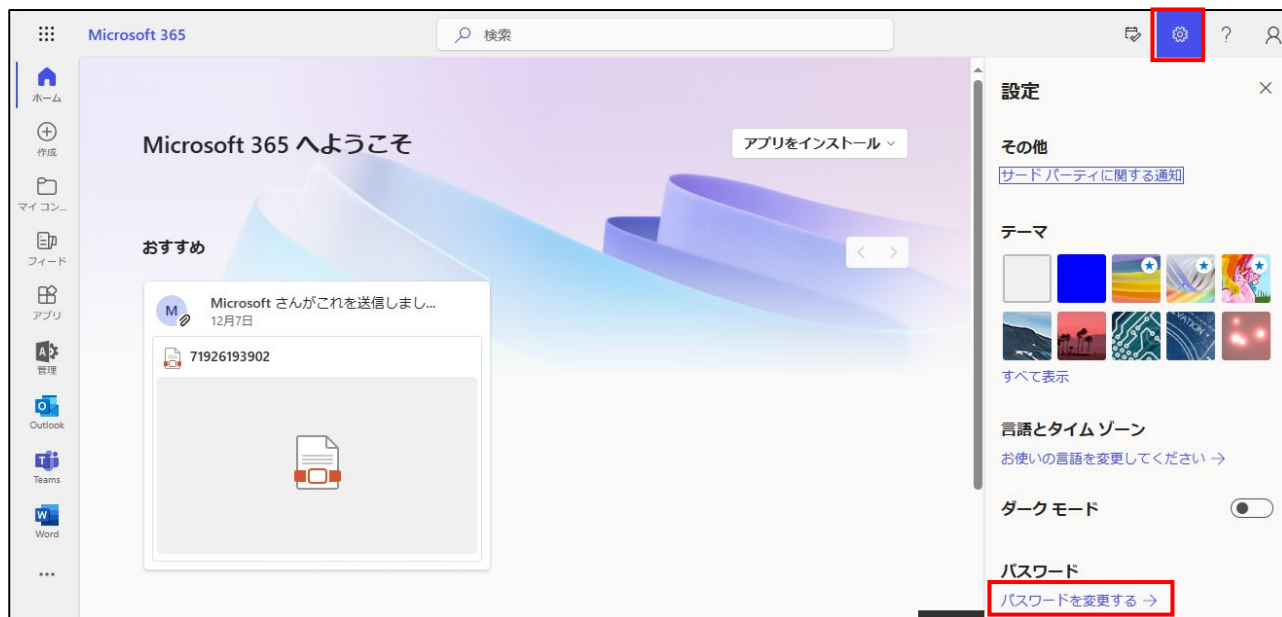 Microsoft 365
検索
?
ホーム
作成
マイ コン...
フィード
アプリ
管理
Outlook
Teams
Word
...
Microsoft 365 へようこそ
アプリをインストール
おすすめ
M
Microsoft さんがこれを送信しまし...
12月7日
71926193902
設定
その他
サード パーティに関する通知
テーマ
すべて表示
言語とタイム ゾーン
お使いの言語を変更してください →
ダーク モード
パスワード
パスワードを変更する →